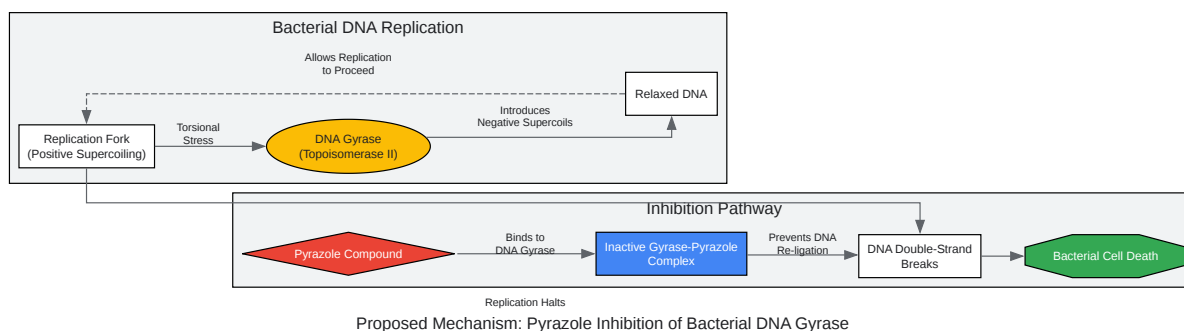 Bacterial DNA Replication
Allows Replication
to Proceed
Relaxed DNA
Introduces
Negative Supercoils
Replication Fork
(Positive Supercoiling)
Torsional
Stress
DNA Gyrase
(Topoisomerase II)
Inhibition Pathway
Pyrazole Compound
Binds to
DNA Gyrase
Inactive Gyrase-Pyrazole
Complex
Prevents DNA
Re-ligation
DNA Double-Strand
Breaks
Bacterial Cell Death
Replication Halts
Proposed Mechanism: Pyrazole Inhibition of Bacterial DNA Gyrase